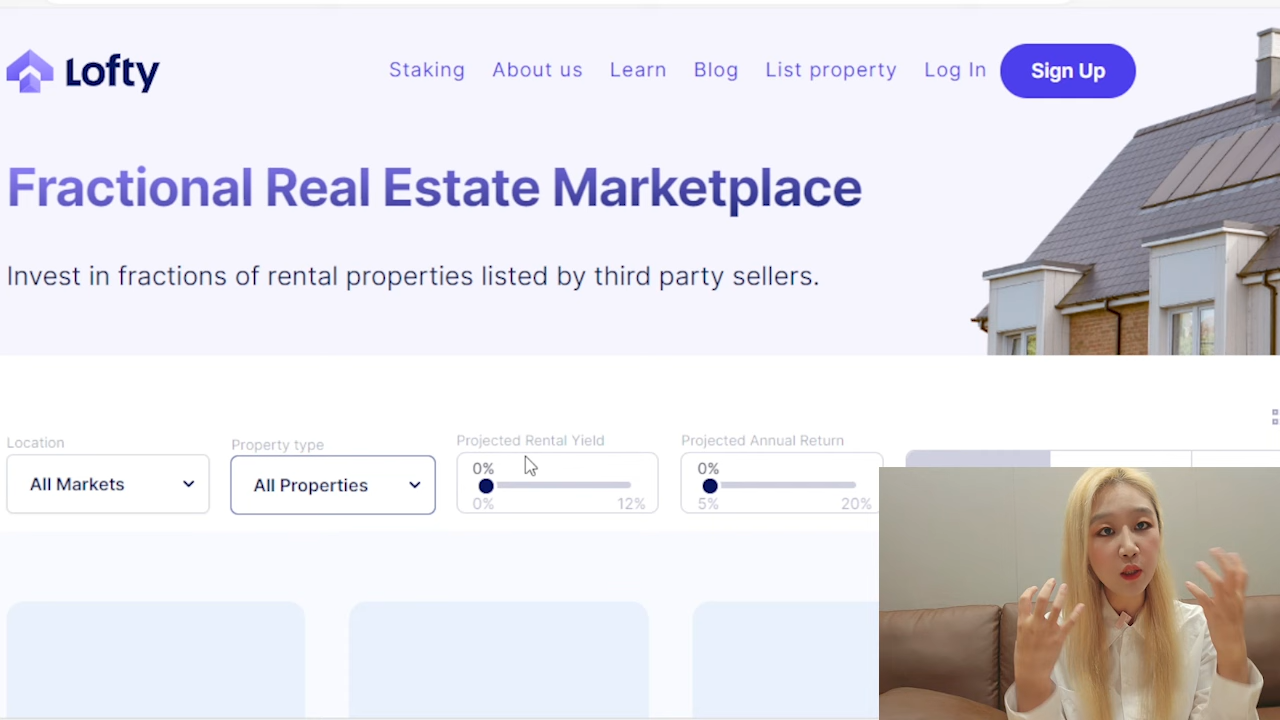 Lofty
Staking About us Learn Blog List property Log In Sign Up
Fractional Real Estate Marketplace
Invest in fractions of rental properties listed by third party sellers.
Location Property type Projected Rental Yield Projected Annual Return
All Markets All Properties 0% 0%
0% 12% 5% 20%